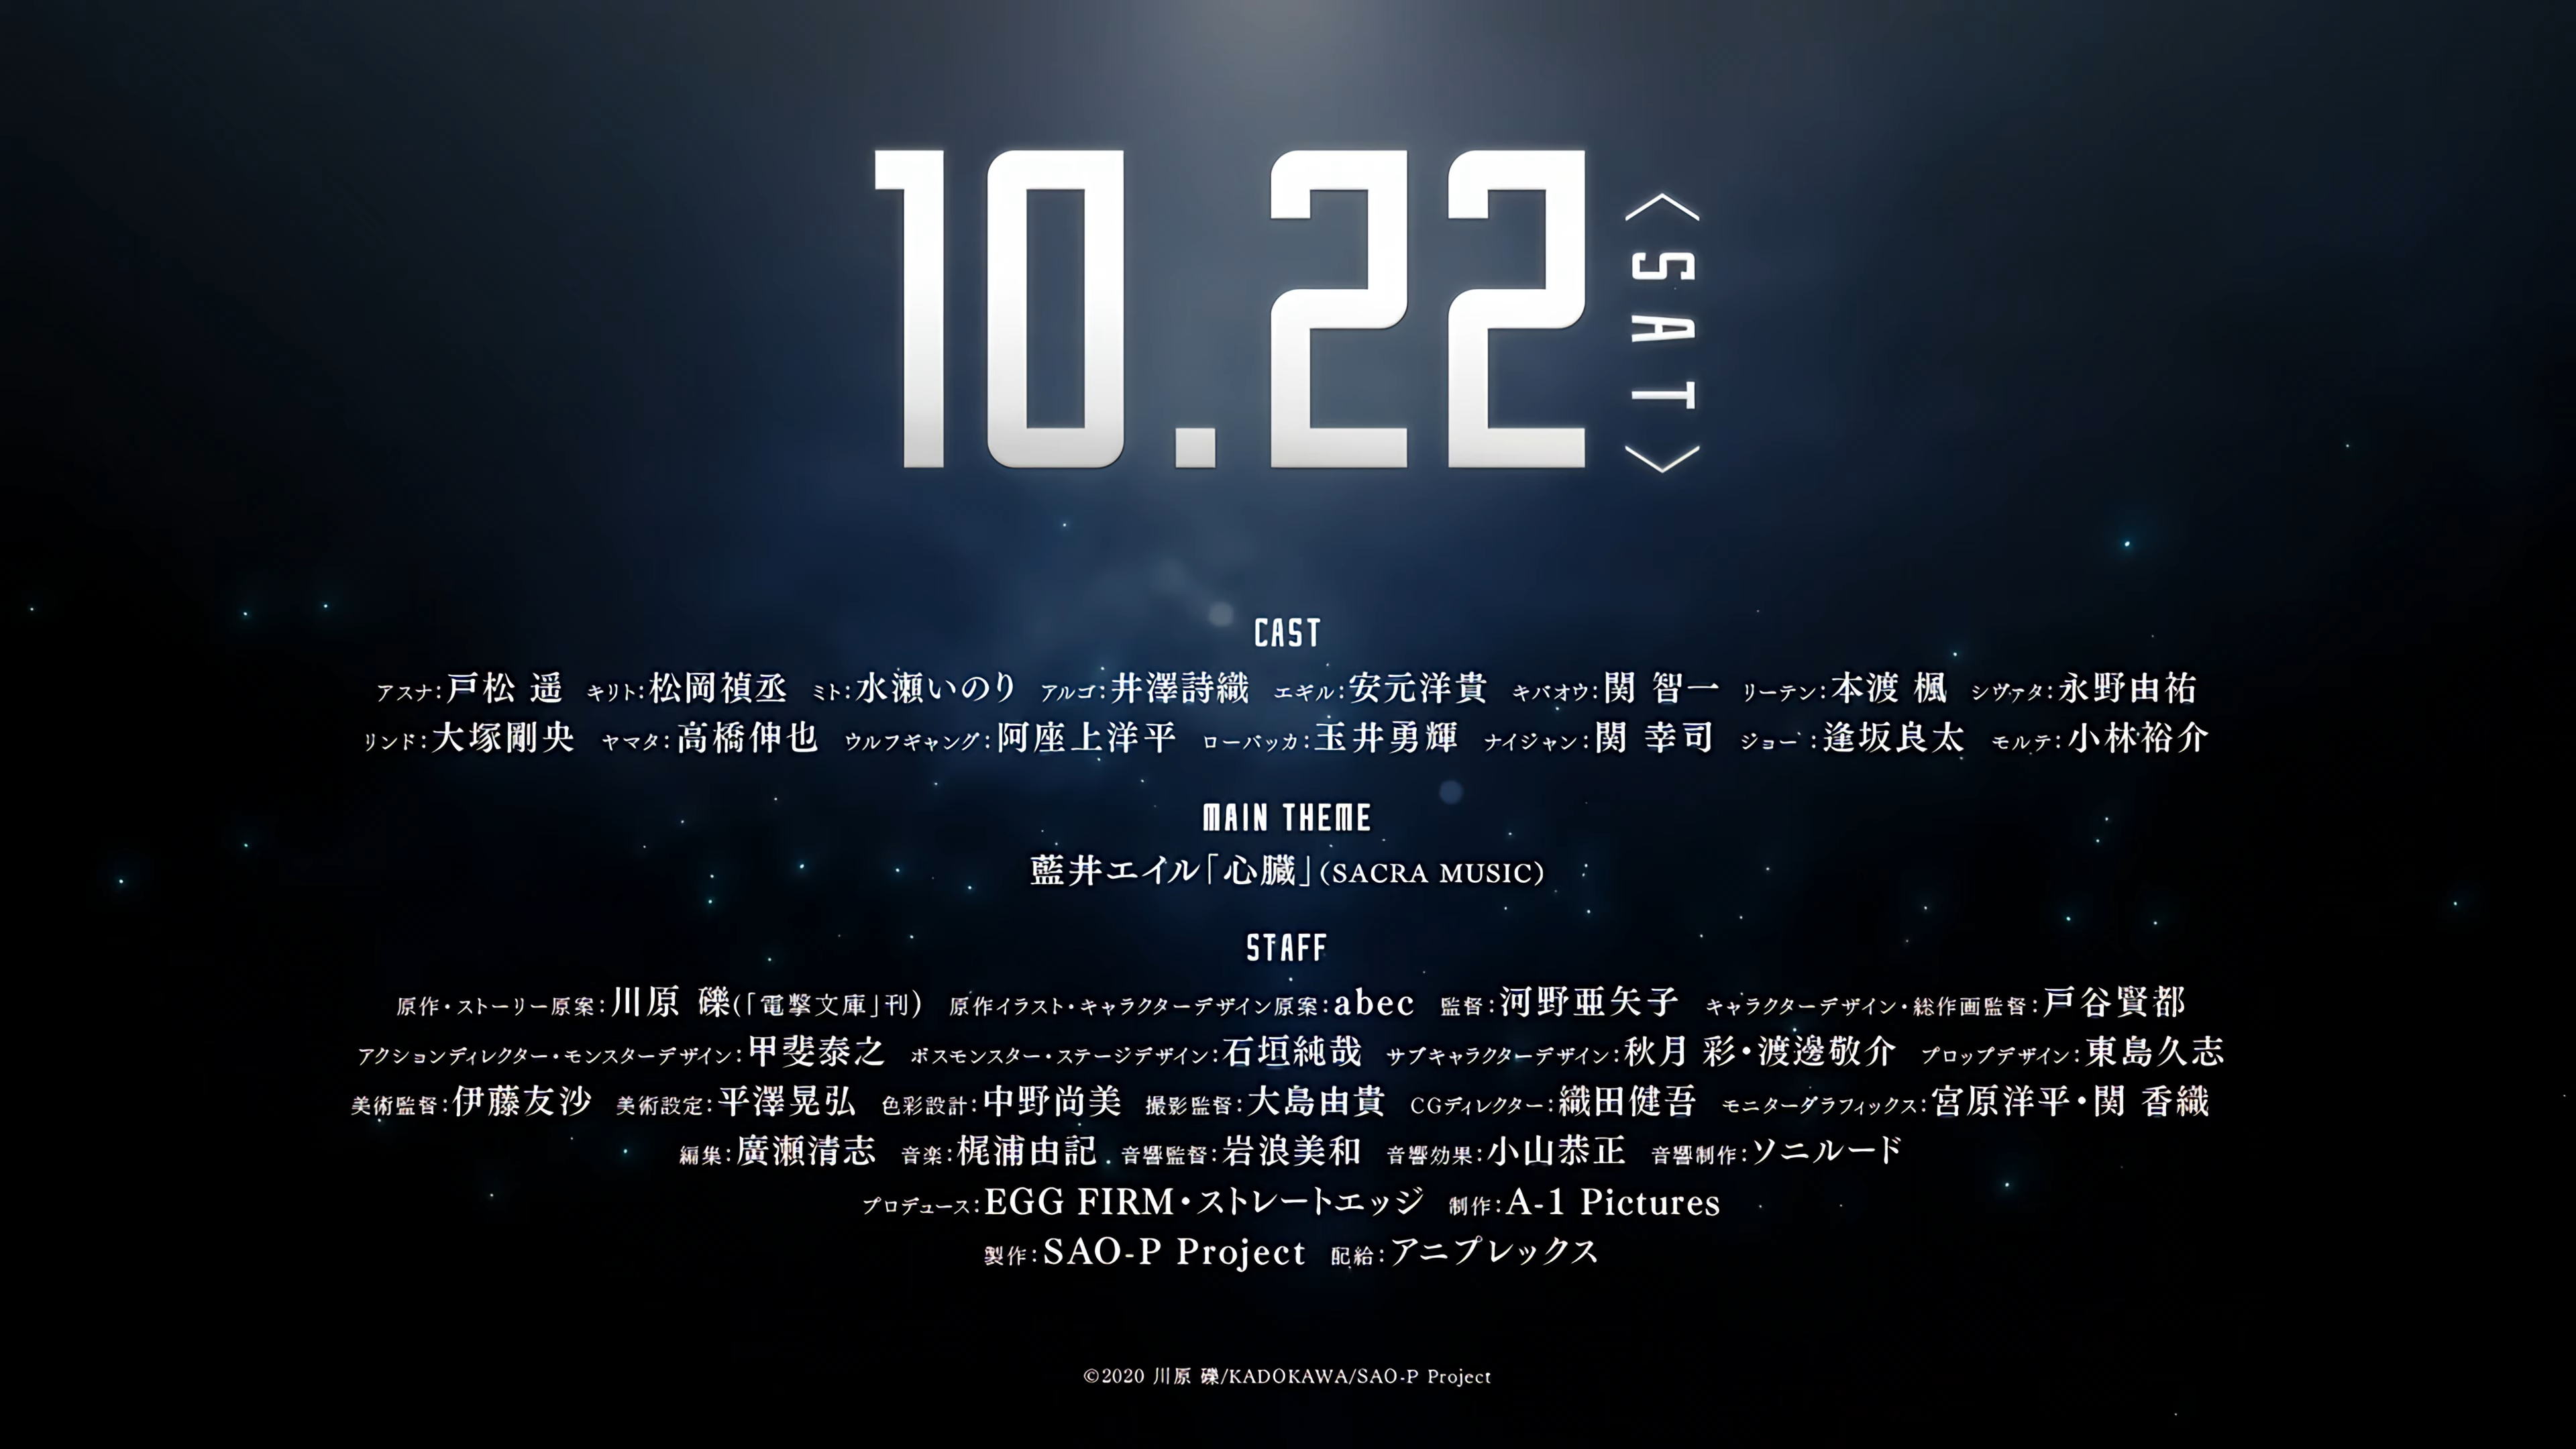 10.22〈SAT〉
CAST
アスナ:戸松 遥 キリト:松岡禎丞 ミト:水瀬いのり アルゴ:井澤詩織 エギル:安元洋貴 キバオウ:関 智一 リーテン:本渡 楓 シヴァタ:永野由祐
リンド:大塚剛央 ヤマタ:高橋伸也 ウルフギャング:阿座上洋平 ローバッカ:玉井勇輝 ナイジャン:関 幸司 ジョー:逢坂良太 モルテ:小林裕介
MAIN THEME
藍井エイル「心臓」(SACRA MUSIC)
STAFF
原作・ストーリー原案:川原 礫(「電撃文庫」刊) 原作イラスト・キャラクターデザイン原案:abec 監督:河野亜矢子 キャラクターデザイン・総作画監督:戸谷賢都
アクションディレクター・モンスターデザイン:甲斐泰之 ボスモンスター・ステージデザイン:石垣純哉 サブキャラクターデザイン:秋月 彩・渡邊敬介 プロップデザイン:東島久志
美術監督:伊藤友沙 美術設定:平澤晃弘 色彩設計:中野尚美 撮影監督:大島由貴 CGディレクター:織田健吾 モニターグラフィックス:宮原洋平・関 香織
編集:廣瀬清志 音楽:梶浦由記 音響監督:岩浪美和 音響効果:小山恭正 音響制作:ソニルード
プロデュース:EGG FIRM・ストレートエッジ 制作:A-1 Pictures
製作:SAO-P Project 配給:アニプレックス
©2020 川原 礫/KADOKAWA/SAO-P Project